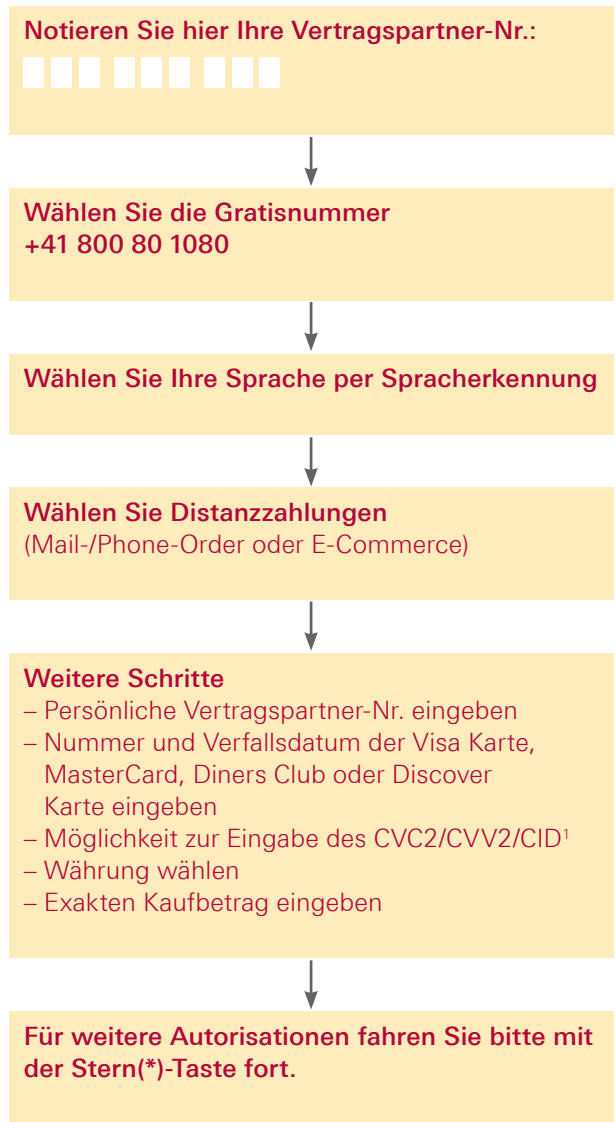 Notieren Sie hier Ihre Vertragspartner-Nr.:
Wählen Sie die Gratisnummer
+41 800 80 1080
Wählen Sie Ihre Sprache per Spracherkennung
Wählen Sie Distanzzahlungen
(Mail-/Phone-Order oder E-Commerce)
Weitere Schritte
– Persönliche Vertragspartner-Nr. eingeben
– Nummer und Verfallsdatum der Visa Karte,
MasterCard, Diners Club oder Discover
Karte eingeben
– Möglichkeit zur Eingabe des CVC2/CVV2/CID¹
– Währung wählen
– Exakten Kaufbetrag eingeben
Für weitere Autorisationen fahren Sie bitte mit
der Stern(*)-Taste fort.